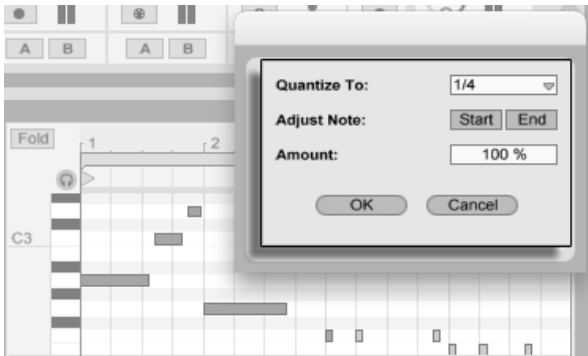 A B A B
Quantize To: 1/4
Adjust Note: Start End
Amount: 100 %
OK Cancel
Fold
1 2
C3